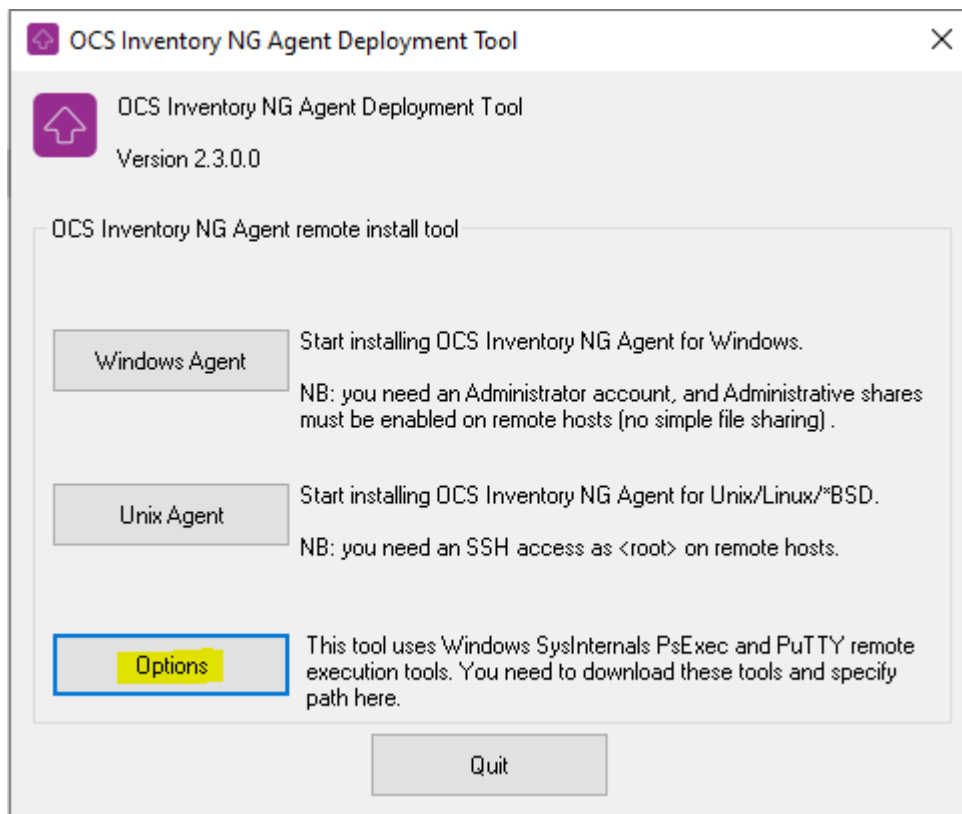 OCS Inventory NG Agent Deployment Tool
OCS Inventory NG Agent Deployment Tool
Version 2.3.0.0
OCS Inventory NG Agent remote install tool
Windows Agent
Start installing OCS Inventory NG Agent for Windows.
NB: you need an Administrator account, and Administrative shares
must be enabled on remote hosts (no simple file sharing) .
Unix Agent
Start installing OCS Inventory NG Agent for Unix/Linux/*BSD.
NB: you need an SSH access as <root> on remote hosts.
Options
This tool uses Windows SysInternals PsExec and PuTTY remote
execution tools. You need to download these tools and specify
path here.
Quit